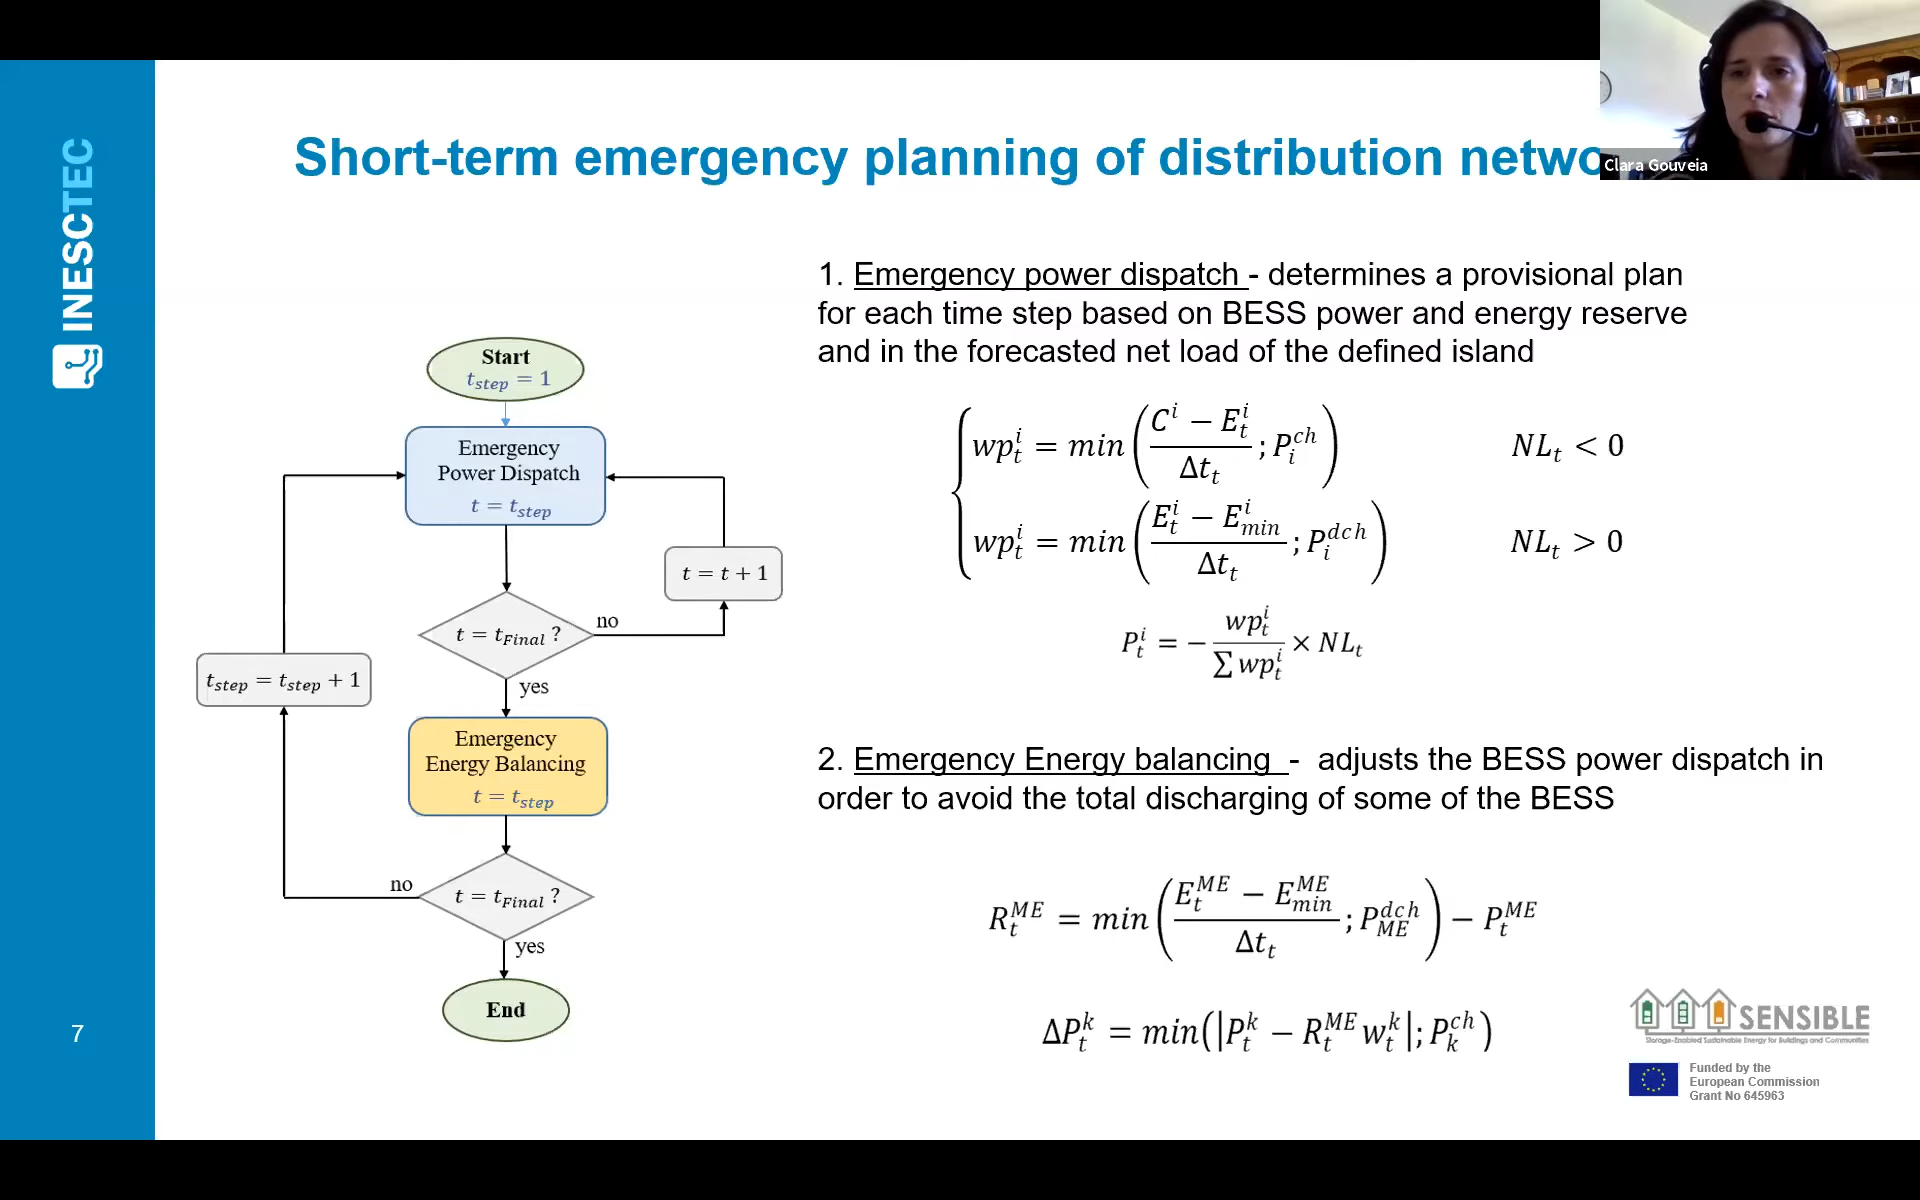 Clara Gouveia
INESCTEC
Short-term emergency planning of distribution netwo
1. Emergency power dispatch - determines a provisional plan
for each time step based on BESS power and energy reserve
and in the forecasted net load of the defined island
wp_t^i = min((C^i − E_t^i)/Δt_t ; P_i^ch) NL_t < 0
wp_t^i = min((E_t^i − E_min^i)/Δt_t ; P_i^dch) NL_t > 0
P_t^i = − wp_t^i / ∑ wp_t^i × NL_t
2. Emergency Energy balancing - adjusts the BESS power dispatch in
order to avoid the total discharging of some of the BESS
R_t^ME = min((E_t^ME − E_min^ME)/Δt_t ; P_ME^dch) − P_t^ME
ΔP_t^k = min(|P_t^k − R_t^ME w_t^k|; P_k^ch)
Start
t_step = 1
Emergency
Power Dispatch
t = t_step
t = t + 1
t = t_Final ?
no
yes
t_step = t_step + 1
Emergency
Energy Balancing
t = t_step
t = t_Final ?
no
yes
End
7
SENSIBLE
Storage-Enabled Sustainable Energy for Buildings and Communities
Funded by the
European Commission
Grant No 645963